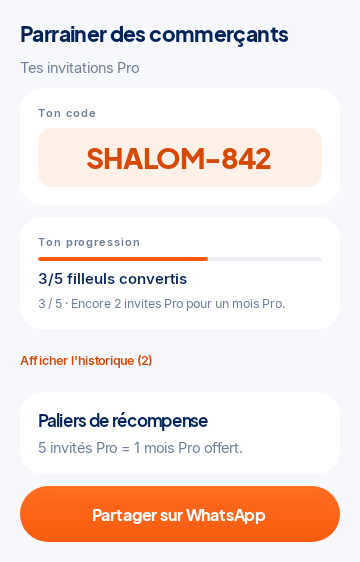 Parrainer des commerçants
Tes invitations Pro
Ton code
SHALOM-842
Ton progression
3/5 filleuls convertis
3 / 5 · Encore 2 invites Pro pour un mois Pro.
Afficher l'historique (2)
Paliers de récompense
5 invités Pro = 1 mois Pro offert.
Partager sur WhatsApp